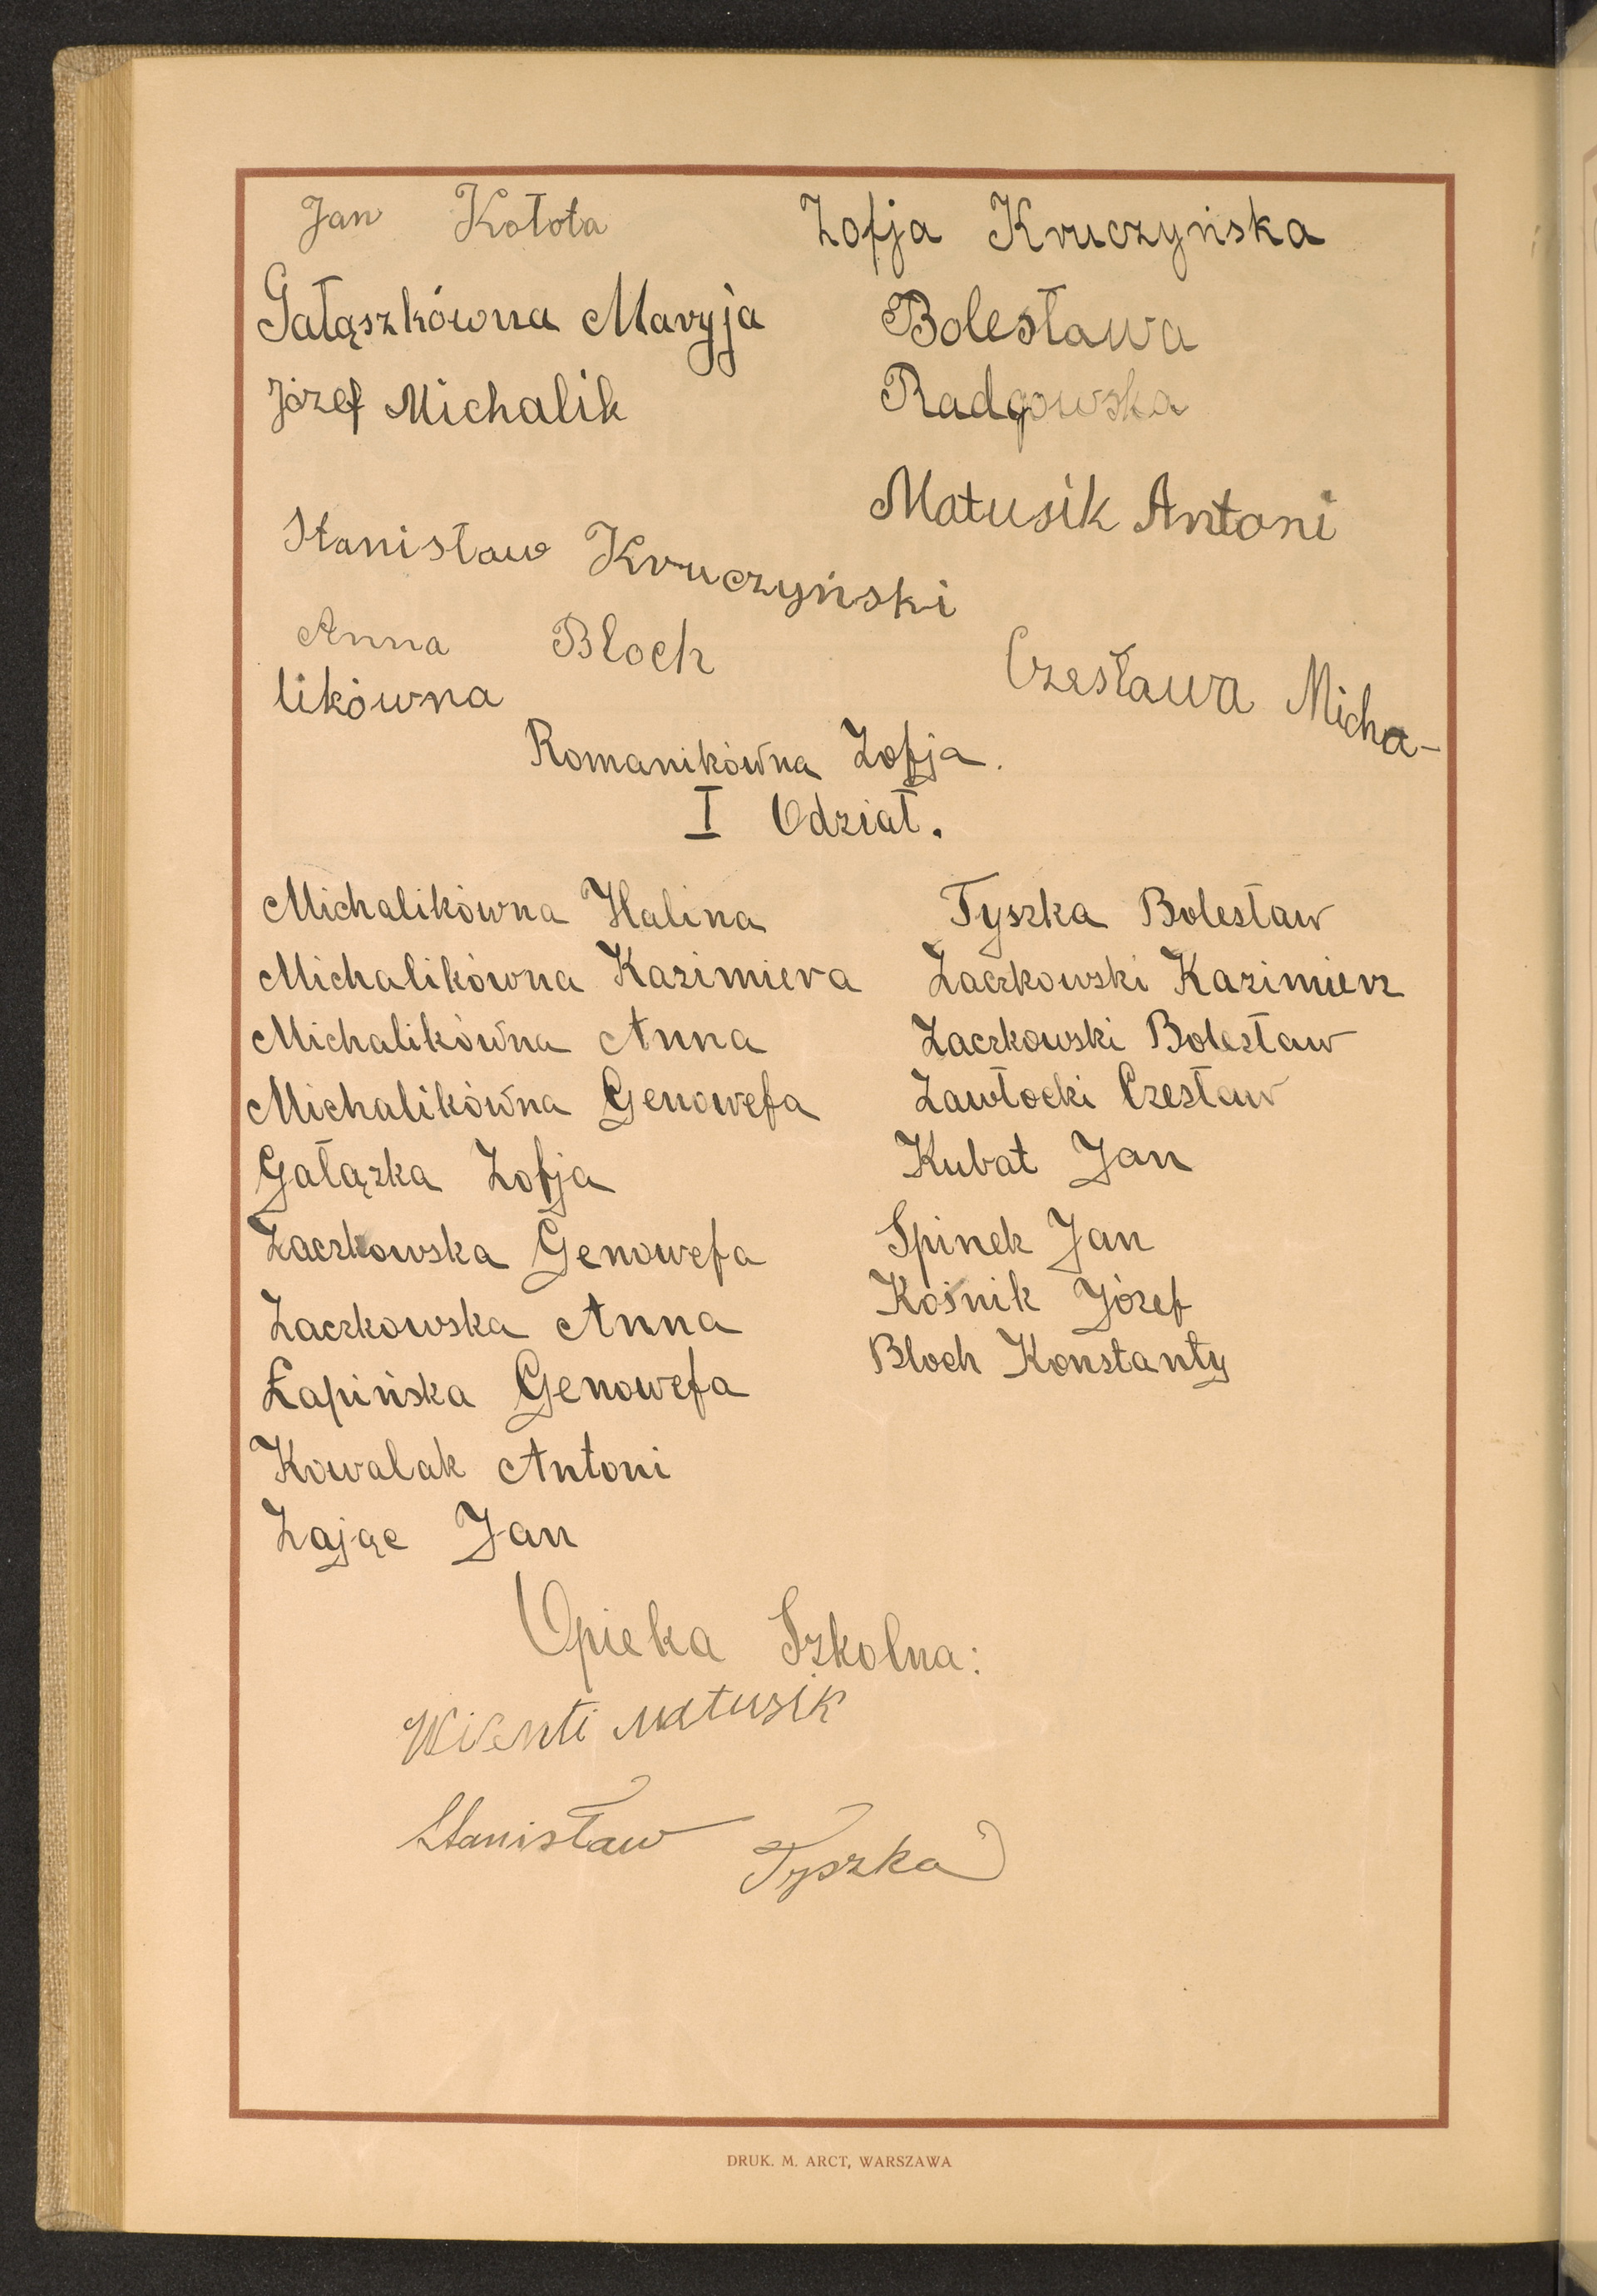 Jan Kołota
Zofja Kruczyńska
Gałąszkówna Maryja
Bolesława
Józef Michalik
Radgowska
Matusik Antoni
Stanisław Kruczyński
Anna Bloch
Czesława Micha-
likówna
Romanikówna Zofja.
I Odział.
Michalikówna Halina
Michalikówna Kazimiera
Michalikówna Anna
Michalikówna Genowefa
Gałązka Zofja
Zaczkowska Genowefa
Zaczkowska Anna
Łapińska Genowefa
Kowalak Antoni
Zając Jan
Tyszka Bolesław
Zaczkowski Kazimierz
Zaczkowski Bolesław
Zawłocki Czesław
Kubat Jan
Spinek Jan
Kośnik Józef
Bloch Konstanty
Opieka Szkolna:
Wicenti Matusik
Stanisław Tyszka
DRUK. M. ARCT, WARSZAWA